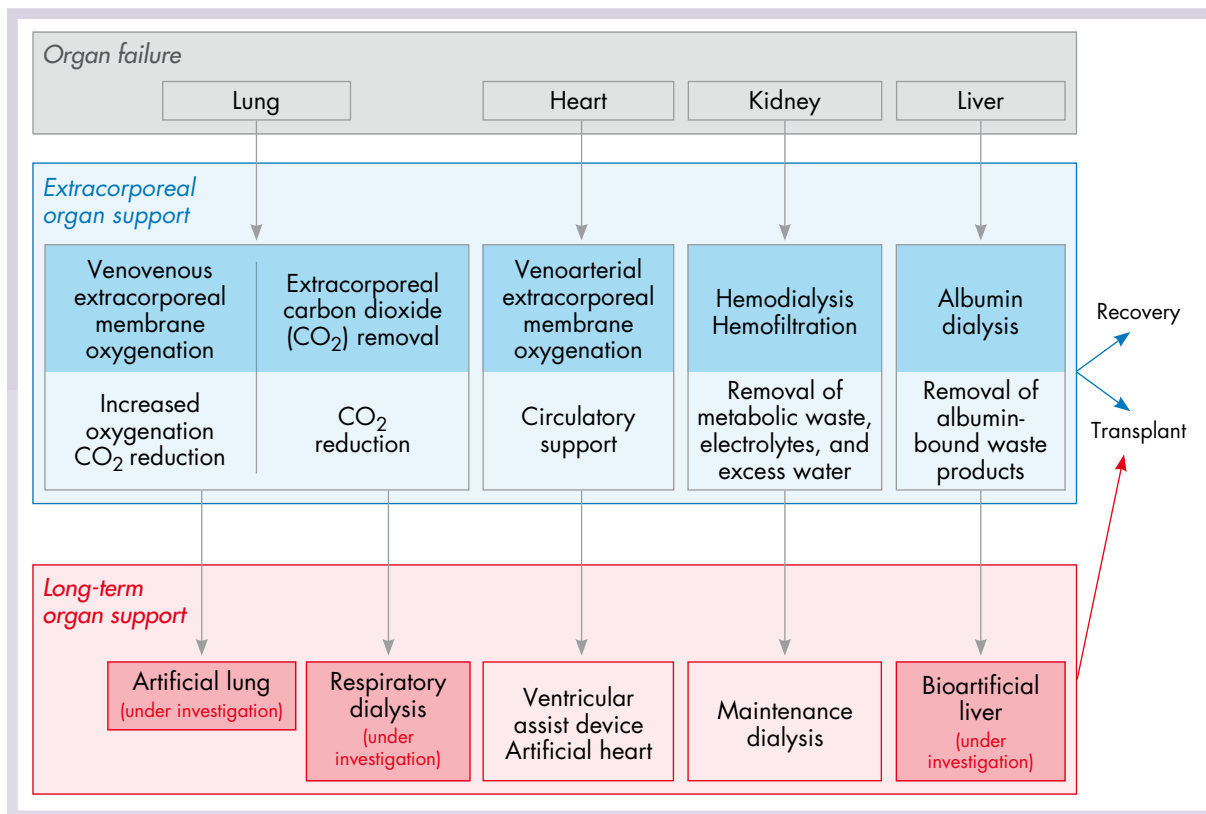 Organ failure
Lung
Heart
Kidney
Liver
Extracorporeal
organ support
Venovenous
extracorporeal
membrane
oxygenation
Extracorporeal
carbon dioxide
(CO2) removal
Venoarterial
extracorporeal
membrane
oxygenation
Hemodialysis
Hemofiltration
Albumin
dialysis
Increased
oxygenation
CO2 reduction
CO2
reduction
Circulatory
support
Removal of
metabolic waste,
electrolytes, and
excess water
Removal of
albumin-
bound waste
products
Recovery
Transplant
Long-term
organ support
Artificial lung
(under investigation)
Respiratory
dialysis
(under
investigation)
Ventricular
assist device
Artificial heart
Maintenance
dialysis
Bioartificial
liver
(under
investigation)